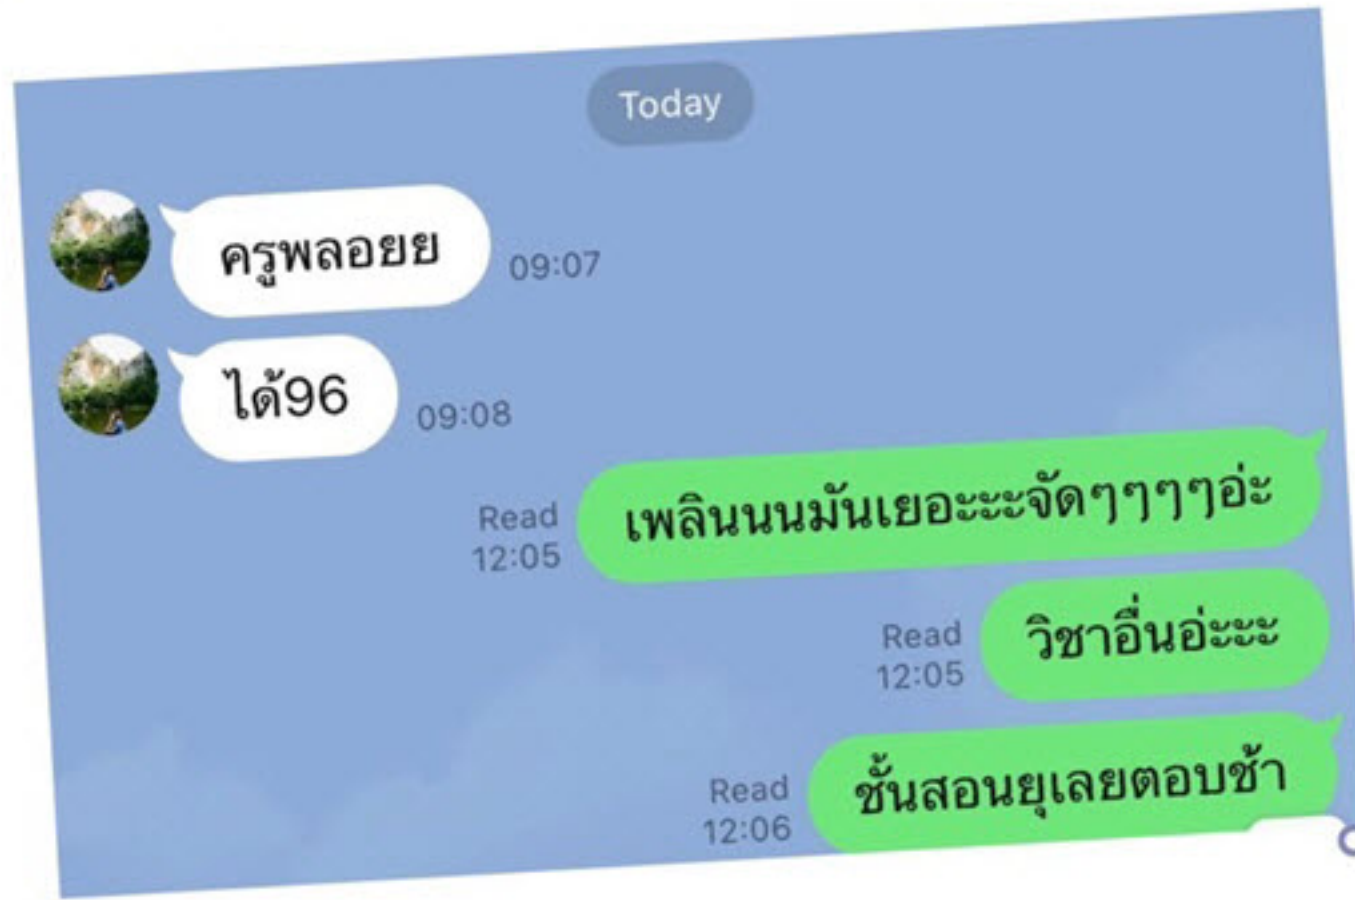 Today
ครูพลอยย
09:07
ได้96
09:08
เพลินนนมันเยอะะะะจัดๆๆๆๆอ่ะ
Read
12:05
วิชาอื่นอ่ะะะะ
Read
12:05
ชั้นสอนยุเลยตอบช้า
Read
12:06